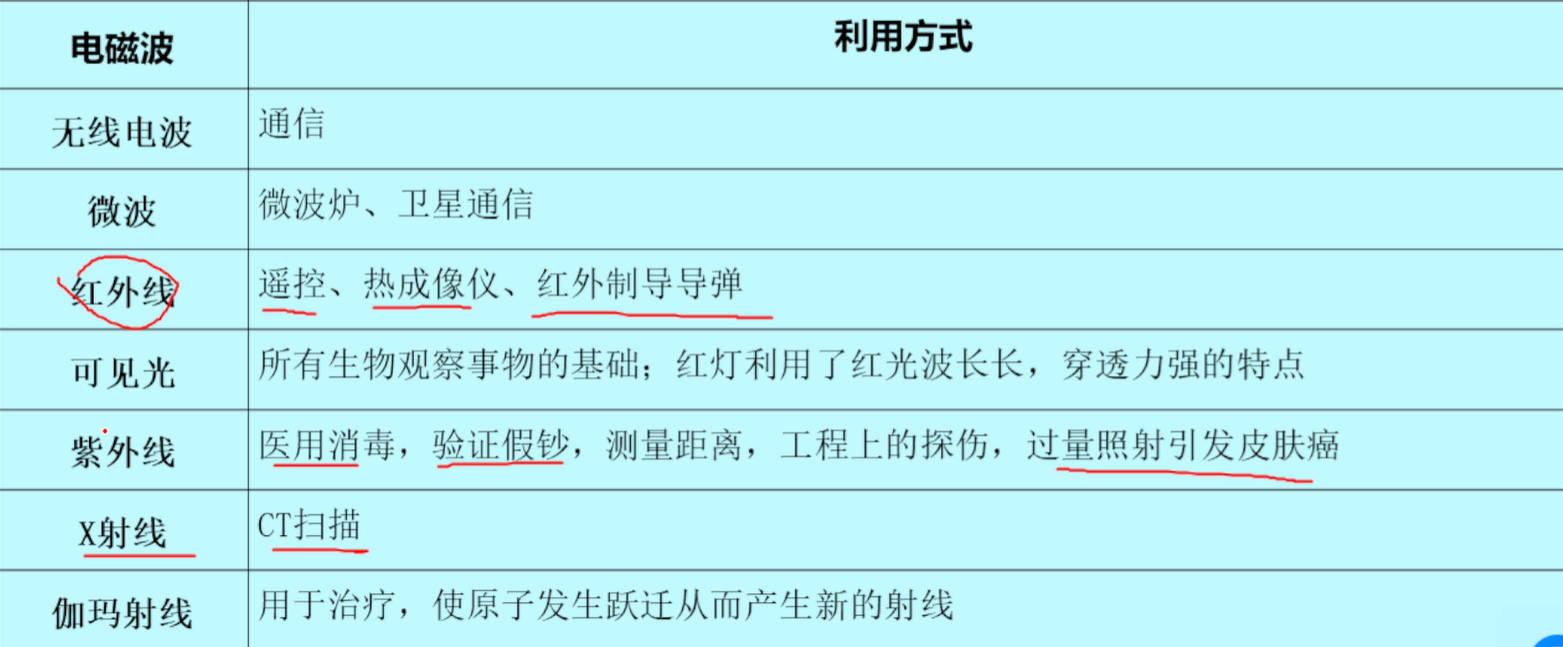 电磁波
利用方式
无线电波
通信
微波
微波炉、卫星通信
红外线
遥控、热成像仪、红外制导导弹
可见光
所有生物观察事物的基础；红灯利用了红光波长长，穿透力强的特点
紫外线
医用消毒，验证假钞，测量距离，工程上的探伤，过量照射引发皮肤癌
X射线
CT扫描
伽玛射线
用于治疗，使原子发生跃迁从而产生新的射线